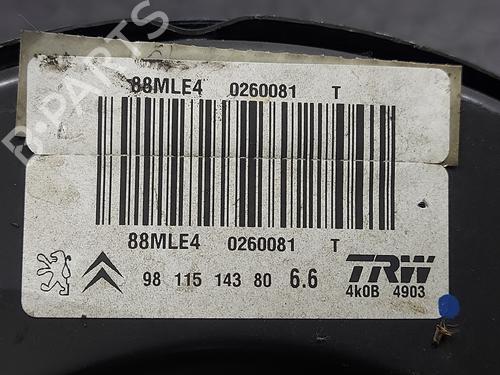 B-PARTS
88MLE4 0260081 T
88MLE4 0260081 T
98 115 143 80 6.6
TRW
4k0B 4903